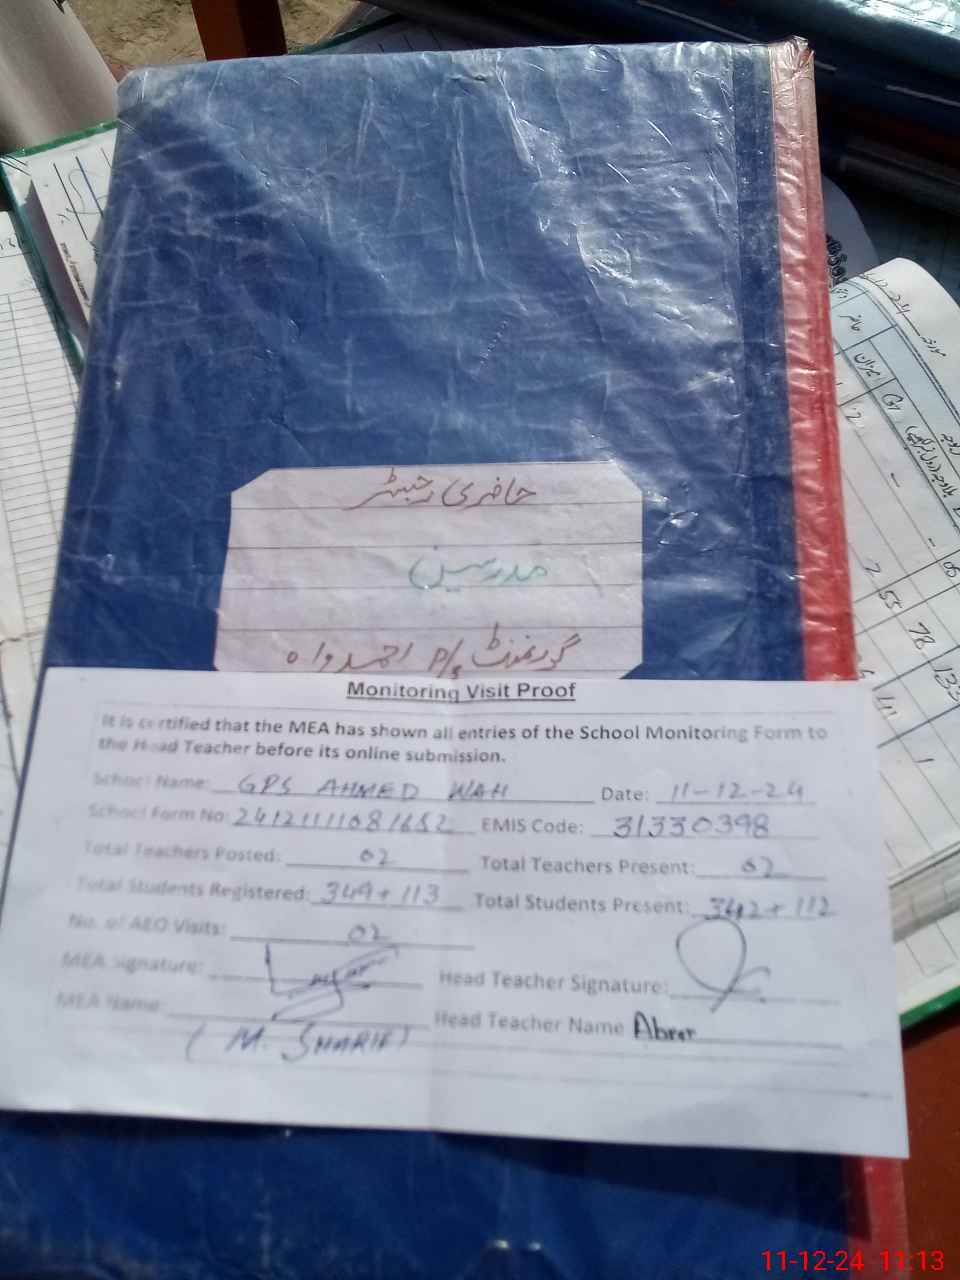 حاضری رجسٹر
مدرسین
گورنمنٹ p/s احمد واہ
Monitoring Visit Proof
It is certified that the MEA has shown all entries of the School Monitoring Form to
the Head Teacher before its online submission.
School Name: GPS AHMED WAH Date: 11-12-24
School Form No: 24121111081652 EMIS Code: 31330398
Total Teachers Posted: 02 Total Teachers Present: 02
Total Students Registered: 349+113 Total Students Present: 342+112
No. of AEO Visits: 02
MEA Signature: Head Teacher Signature:
MEA Name: Head Teacher Name Abrar
(M. SHARIF)
11-12-24 11:13